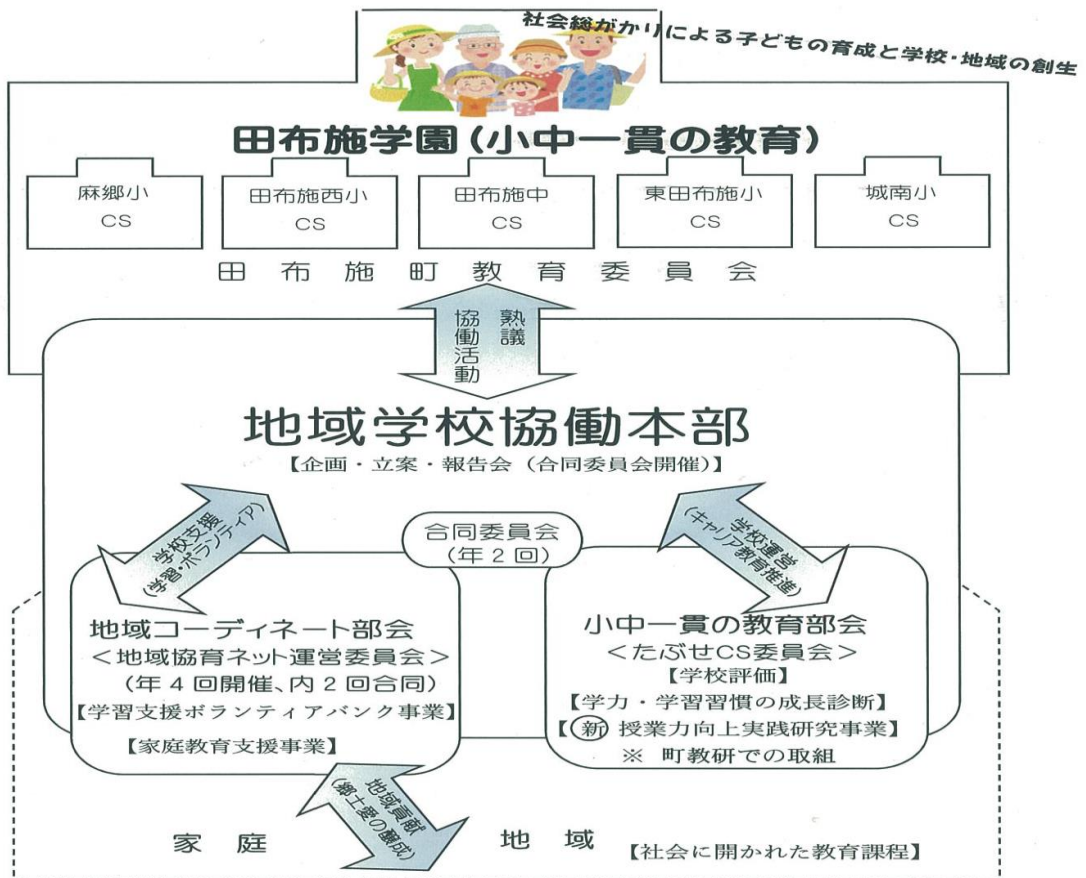 社会総がかりによる子どもの育成と学校・地域の創生
田布施学園(小中一貫の教育)
麻郷小
CS
田布施西小
CS
田布施中
CS
東田布施小
CS
城南小
CS
田布施町教育委員会
熟議
協働活動
地域学校協働本部
【企画・立案・報告会(合同委員会開催)】
学校支援
(学習・ボランティア)
合同委員会
(年2回)
学校運営
(キャリア教育推進)
地域コーディネート部会
<地域協育ネット運営委員会>
(年4回開催、内2回合同)
【学習支援ボランティアバンク事業】
【家庭教育支援事業】
小中一貫の教育部会
<たぶせCS委員会>
【学校評価】
【学力・学習習慣の成長診断】
【新 授業力向上実践研究事業】
※ 町教研での取組
地域貢献
(郷土愛の醸成)
家庭
地域
【社会に開かれた教育課程】